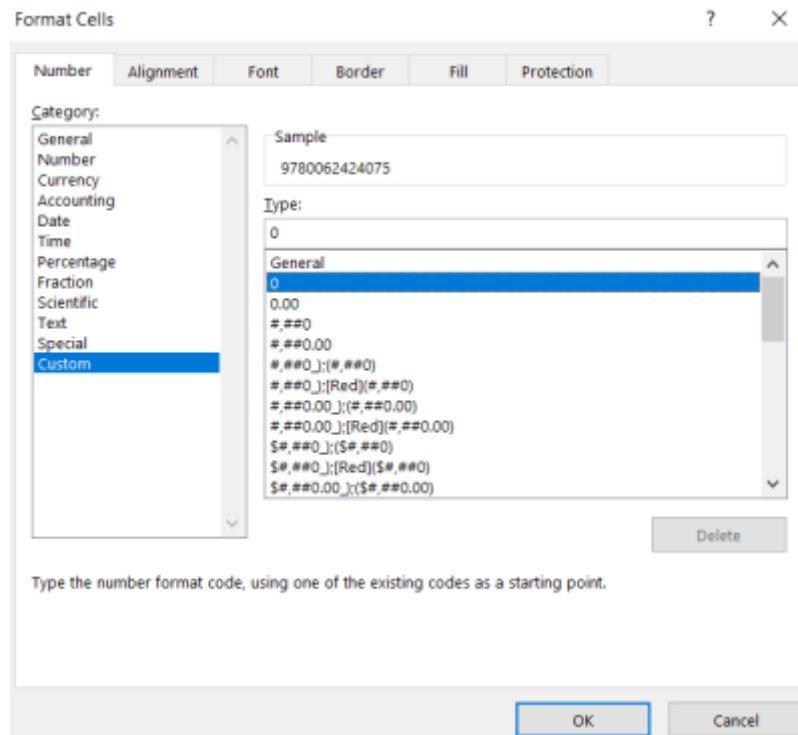 Format Cells
?
×
Number
Alignment
Font
Border
Fill
Protection
Category:
General
Number
Currency
Accounting
Date
Time
Percentage
Fraction
Scientific
Text
Special
Custom
Sample
9780062424075
Type:
0
General
0
0.00
#,##0
#,##0.00
#,##0_);(#,##0)
#,##0_);[Red](#,##0)
#,##0.00_);(#,##0.00)
#,##0.00_);[Red](#,##0.00)
$#,##0_);($#,##0)
$#,##0_);[Red]($#,##0)
$#,##0.00_);($#,##0.00)
Delete
Type the number format code, using one of the existing codes as a starting point.
OK
Cancel